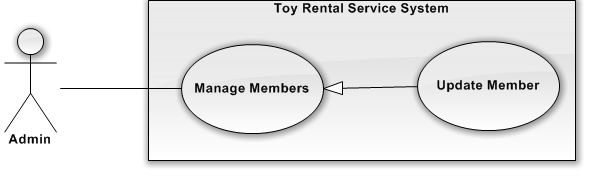 Toy Rental Service System
Manage Members
Update Member
Admin